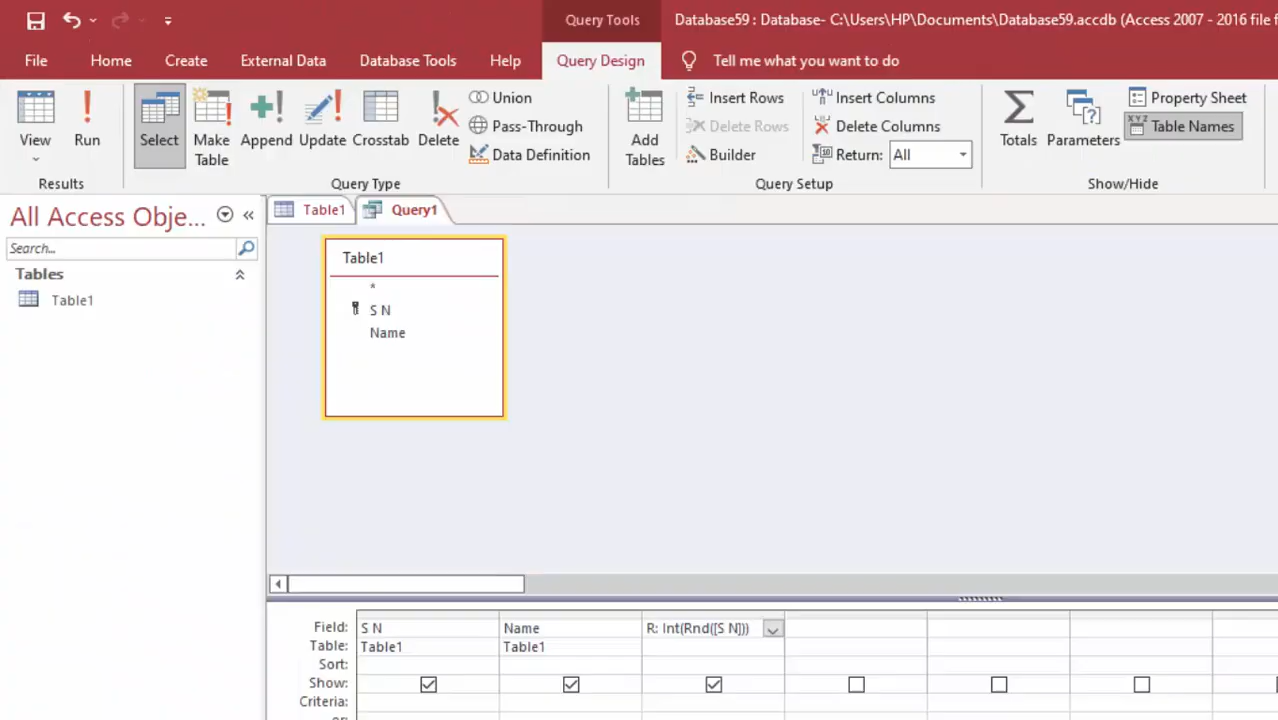 Query Tools
Database59 : Database- C:\Users\HP\Documents\Database59.accdb (Access 2007 - 2016 file f
File Home Create External Data Database Tools Help Query Design Tell me what you want to do
View
Run
Select
Make Table
Append
Update
Crosstab
Delete
Union
Pass-Through
Data Definition
Add Tables
Insert Rows
Delete Rows
Builder
Insert Columns
Delete Columns
Return: All
Totals
Parameters
Property Sheet
XYZ Table Names
Results
Query Type
Query Setup
Show/Hide
All Access Obje...
Search...
Tables
Table1
Table1 Query1
Table1
*
S N
Name
Field: S N Name R: Int(Rnd([S N]))
Table: Table1 Table1
Sort:
Show:
Criteria:
or: